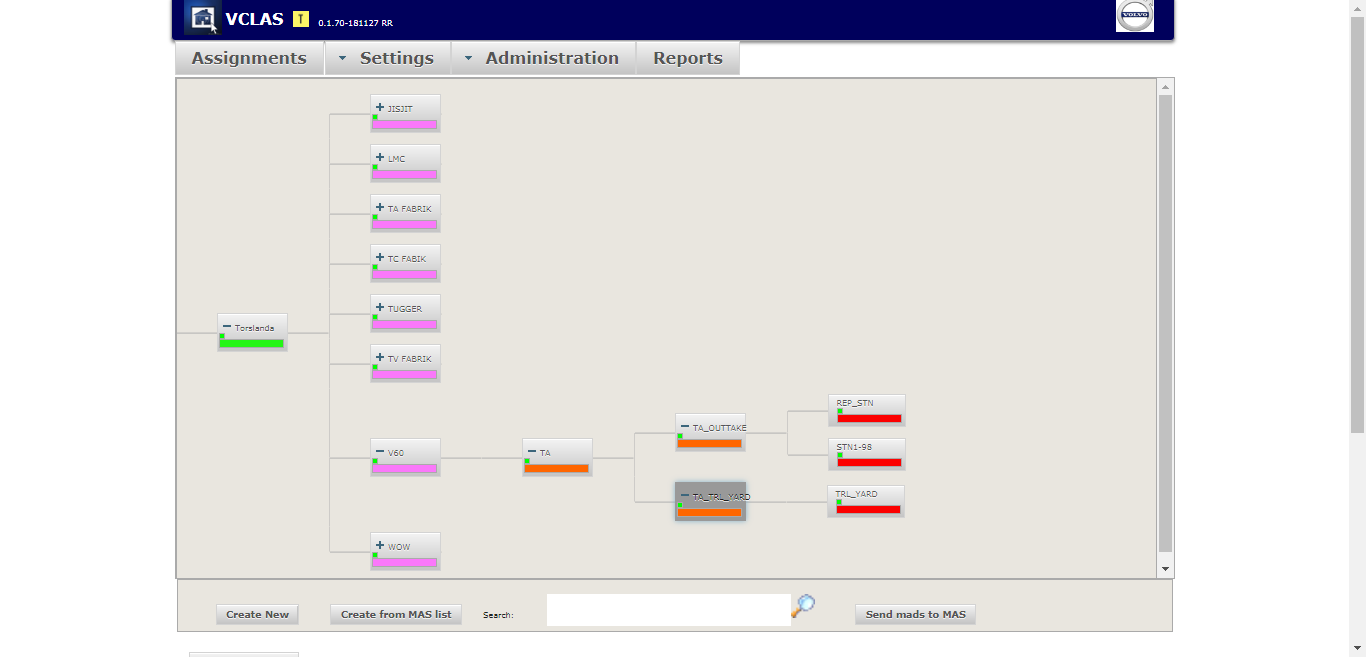 VCLAS T 0.1.70-181127 RR
VOLVO
Assignments Settings Administration Reports
JISJIT
LMC
TA FABRIK
TC FABIK
TUGGER
Torslanda
TV FABRIK
REP_STN
TA_OUTTAKE
STN1-98
V60 TA
TRL_YARD
TA_TRL_YARD
WOW
Create New Create from MAS list Search: Send mads to MAS